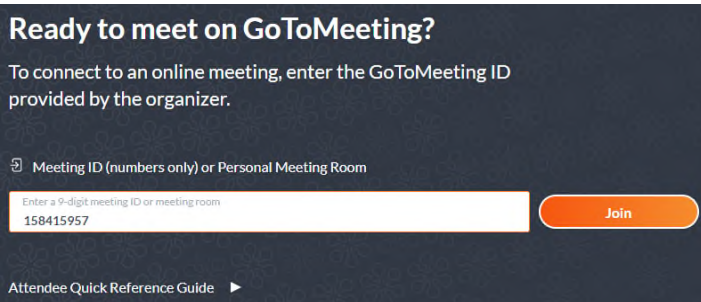 Ready to meet on GoToMeeting?
To connect to an online meeting, enter the GoToMeeting ID
provided by the organizer.
Meeting ID (numbers only) or Personal Meeting Room
Enter a 9-digit meeting ID or meeting room
158415957
Join
Attendee Quick Reference Guide